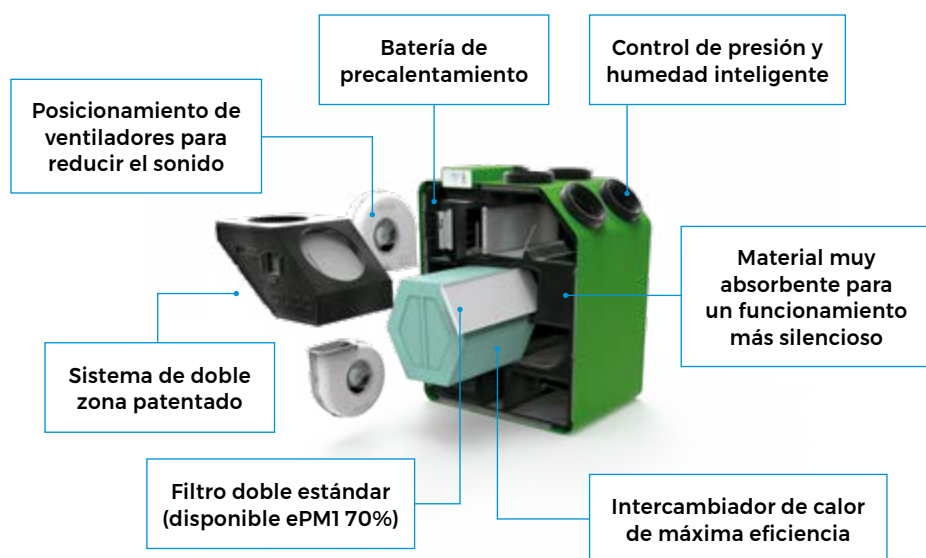 Batería de
precalentamiento
Control de presión y
humedad inteligente
Posicionamiento de
ventiladores para
reducir el sonido
Material muy
absorbente para
un funcionamiento
más silencioso
Sistema de doble
zona patentado
Filtro doble estándar
(disponible ePM1 70%)
Intercambiador de calor
de máxima eficiencia